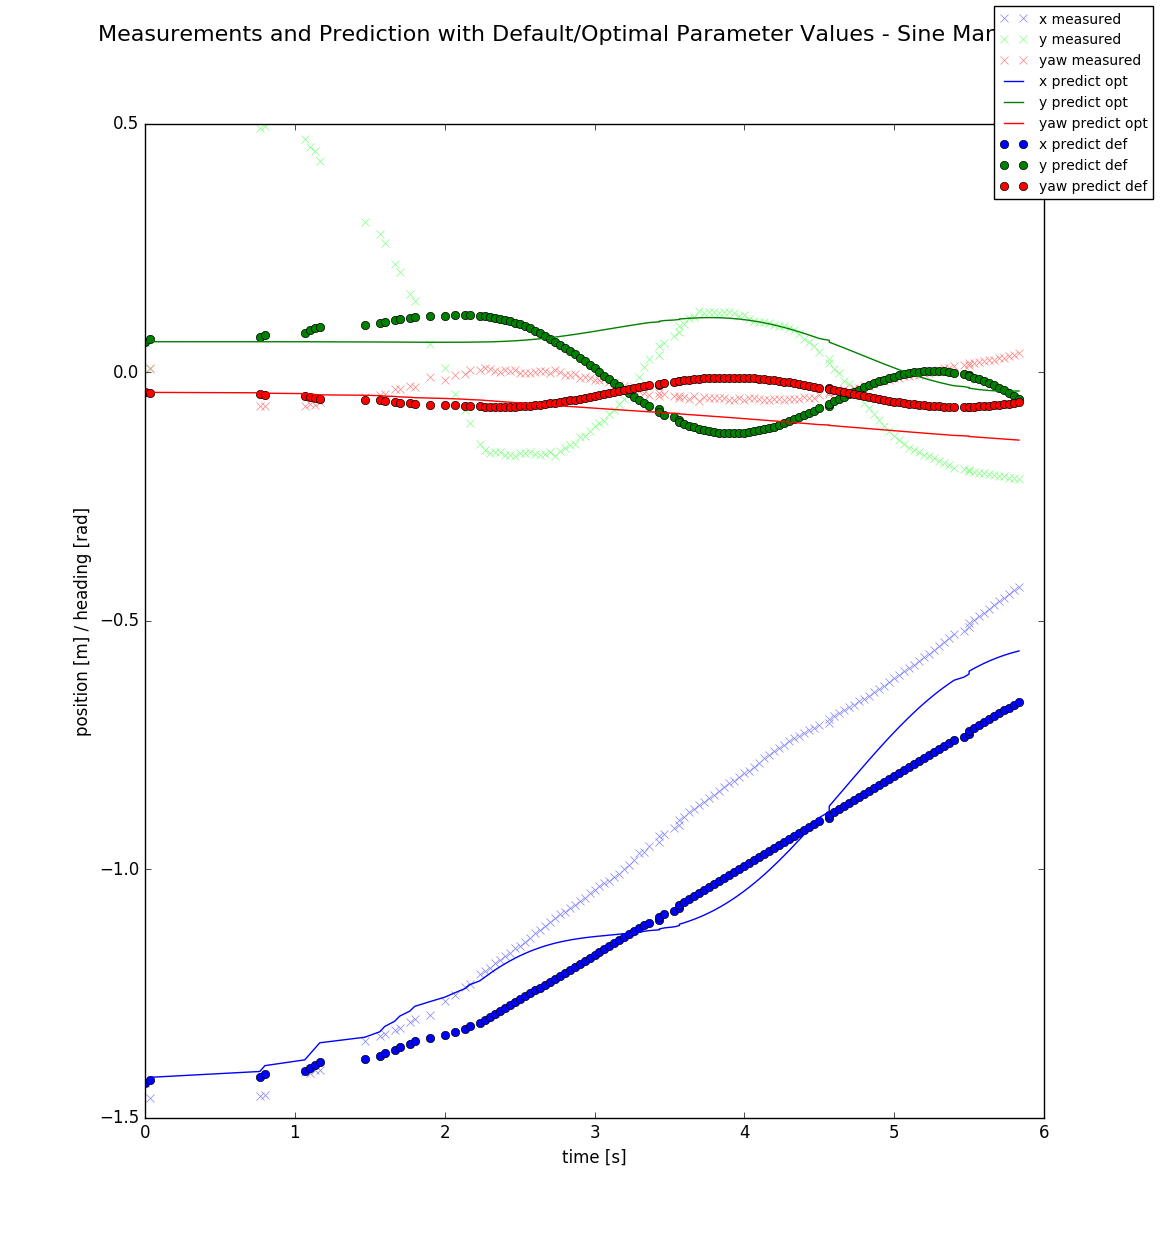 Measurements and Prediction with Default/Optimal Parameter Values - Sine
x measured
y measured
yaw measured
x predict opt
y predict opt
yaw predict opt
x predict def
y predict def
yaw predict def
0.5
0.0
−0.5
−1.0
−1.5
position [m] / heading [rad]
0 1 2 3 4 5 6
time [s]